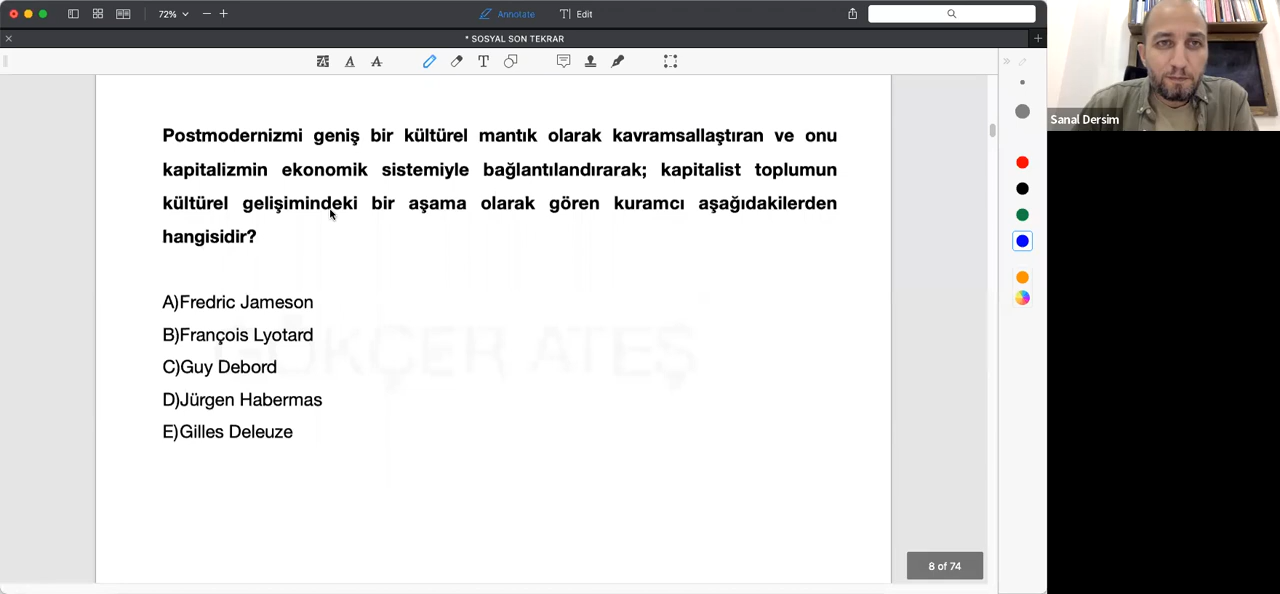 72%
Annotate
Edit
* SOSYAL SON TEKRAR
Sanal Dersim
Postmodernizmi geniş bir kültürel mantık olarak kavramsallaştıran ve onu
kapitalizmin ekonomik sistemiyle bağlantılandırarak; kapitalist toplumun
kültürel gelişimindeki bir aşama olarak gören kuramcı aşağıdakilerden
hangisidir?
A)Fredric Jameson
B)François Lyotard
GÖKÇER ATEŞ
C)Guy Debord
D)Jürgen Habermas
E)Gilles Deleuze
8 of 74